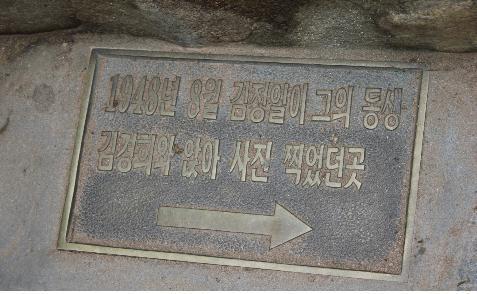 1948년 8월 김정일이 그의 동생
김경희와 앉아 사진 찍었던곳